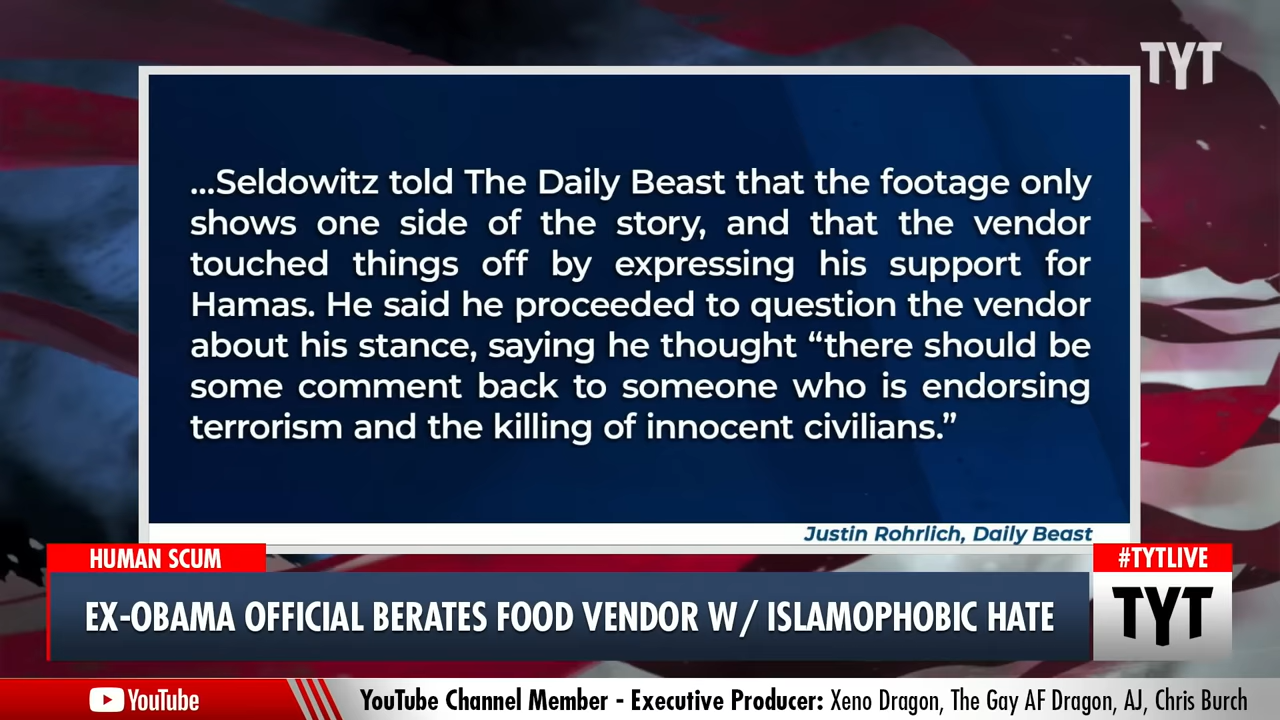 TYT
...Seldowitz told The Daily Beast that the footage only
shows one side of the story, and that the vendor
touched things off by expressing his support for
Hamas. He said he proceeded to question the vendor
about his stance, saying he thought “there should be
some comment back to someone who is endorsing
terrorism and the killing of innocent civilians.”
Justin Rohrlich, Daily Beast
HUMAN SCUM
#TYTLIVE
EX-OBAMA OFFICIAL BERATES FOOD VENDOR W/ ISLAMOPHOBIC HATE
TYT
YouTube
YouTube Channel Member - Executive Producer: Xeno Dragon, The Gay AF Dragon, AJ, Chris Burch